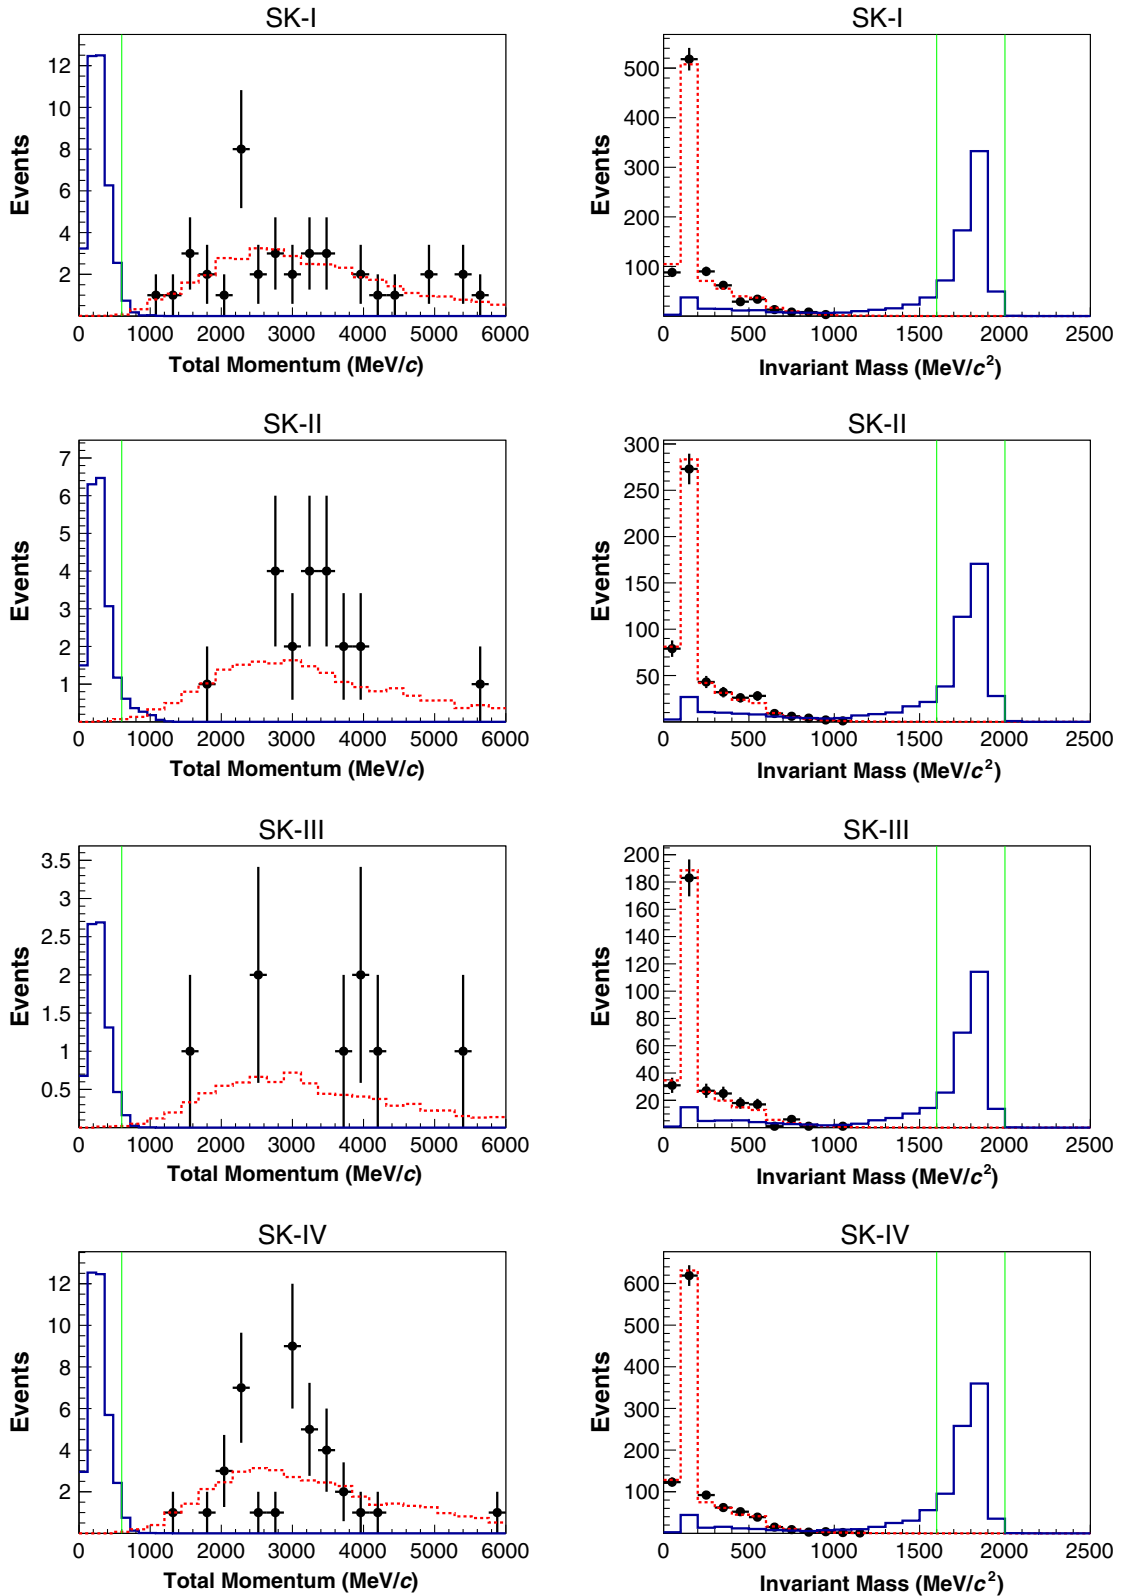 SK-I
12
10
8
6
4
2
Events
0 1000 2000 3000 4000 5000 6000
Total Momentum (MeV/c)
SK-I
500
400
300
200
100
Events
0 500 1000 1500 2000 2500
Invariant Mass (MeV/c²)
SK-II
7
6
5
4
3
2
1
Events
0 1000 2000 3000 4000 5000 6000
Total Momentum (MeV/c)
SK-II
300
250
200
150
100
50
Events
0 500 1000 1500 2000 2500
Invariant Mass (MeV/c²)
SK-III
3.5
3
2.5
2
1.5
1
0.5
Events
0 1000 2000 3000 4000 5000 6000
Total Momentum (MeV/c)
SK-III
200
180
160
140
120
100
80
60
40
20
Events
0 500 1000 1500 2000 2500
Invariant Mass (MeV/c²)
SK-IV
12
10
8
6
4
2
Events
0 1000 2000 3000 4000 5000 6000
Total Momentum (MeV/c)
SK-IV
600
500
400
300
200
100
Events
0 500 1000 1500 2000 2500
Invariant Mass (MeV/c²)